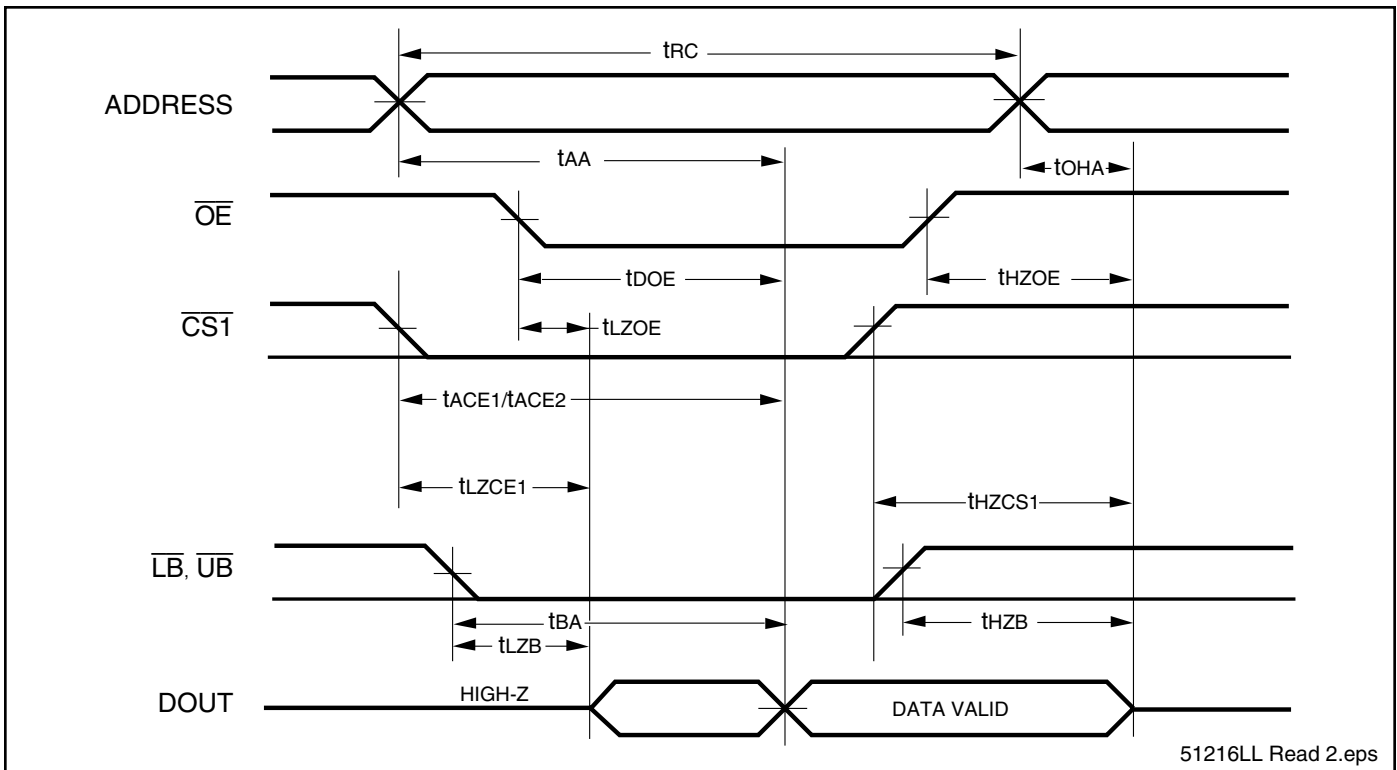 tRC
ADDRESS
tAA
tOHA
OE
tDOE
tHZOE
CS1
tLZOE
tACE1/tACE2
tLZCE1
tHZCS1
LB, UB
tBA
tHZB
tLZB
HIGH-Z
DOUT
DATA VALID
51216LL Read 2.eps